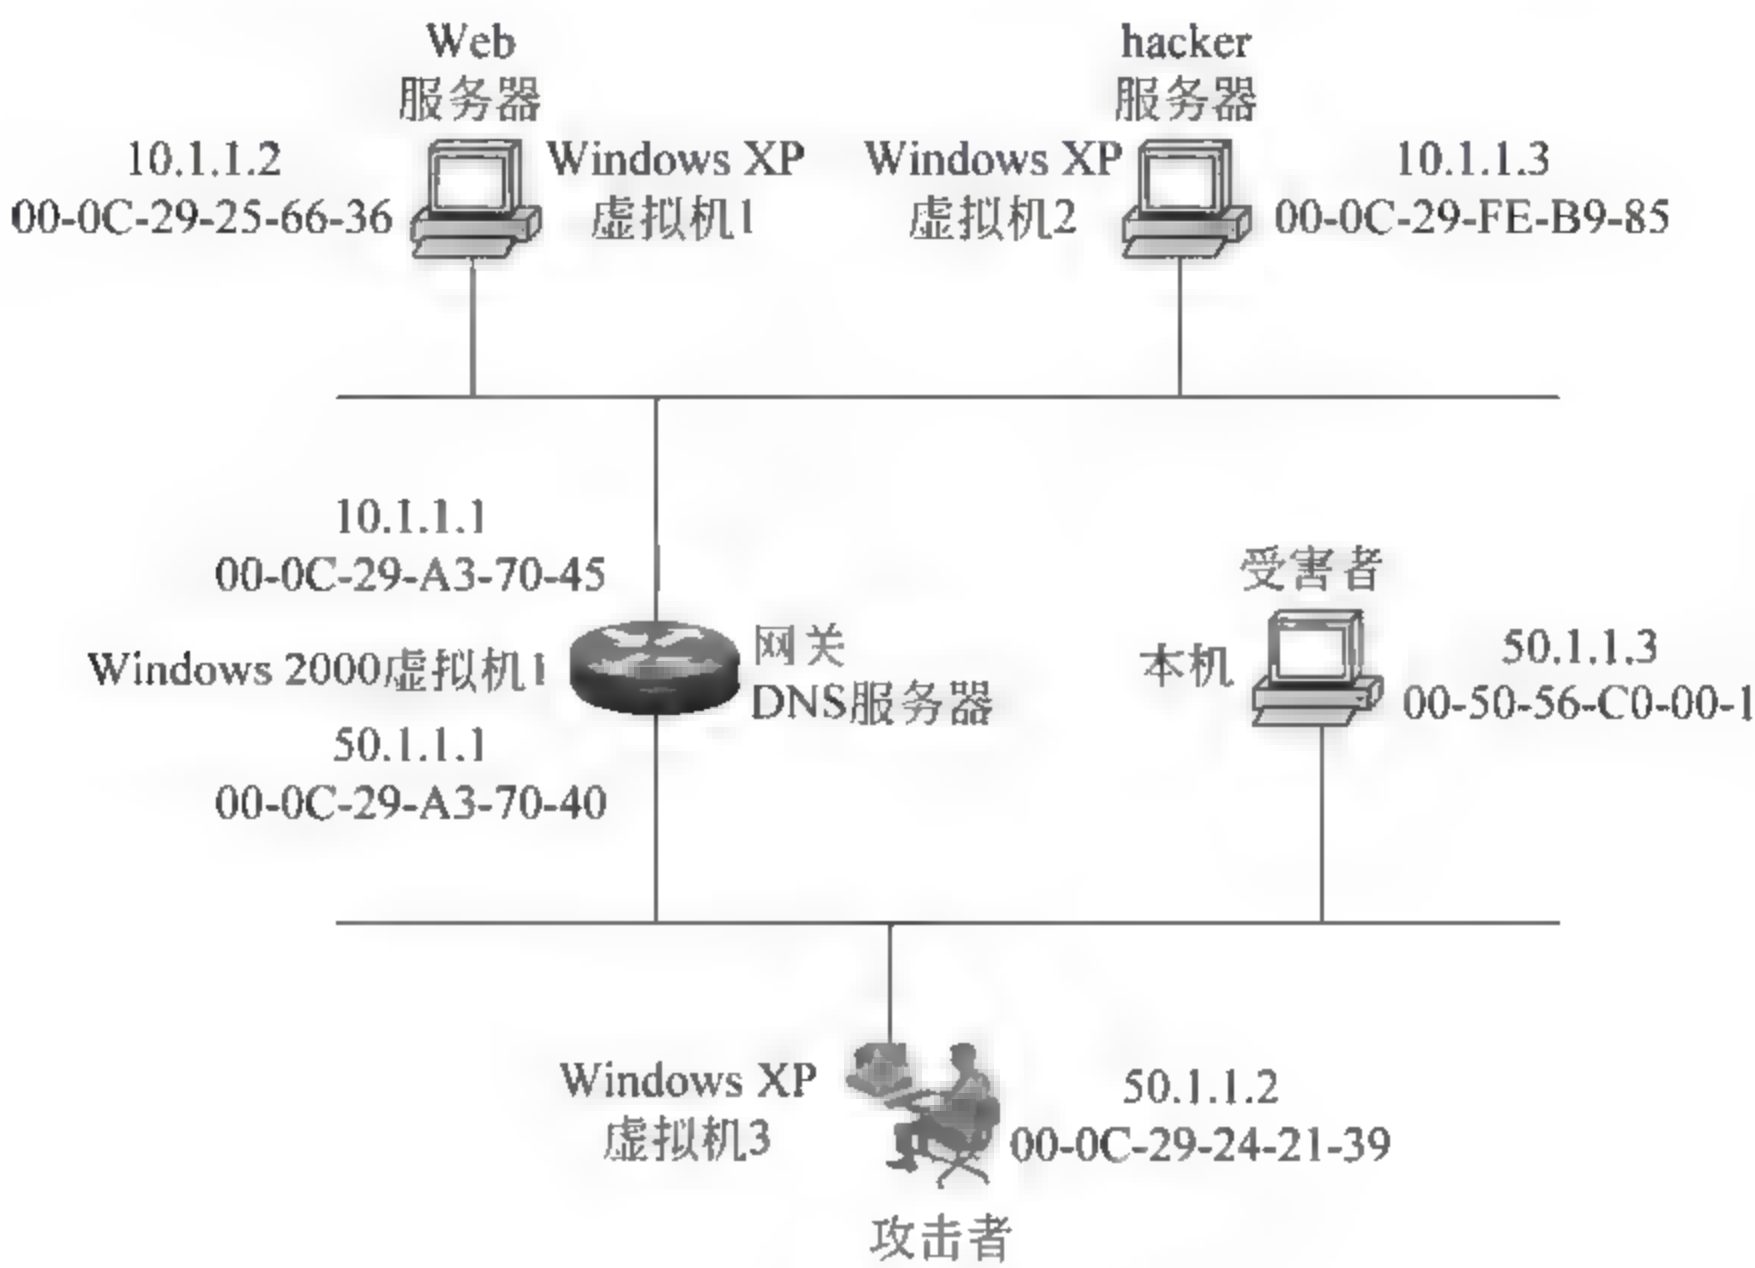 Web
服务器
hacker
服务器
10.1.1.2
00-0C-29-25-66-36
Windows XP
虚拟机1
Windows XP
虚拟机2
10.1.1.3
00-0C-29-FE-B9-85
10.1.1.1
00-0C-29-A3-70-45
Windows 2000虚拟机1
网关
DNS服务器
50.1.1.1
00-0C-29-A3-70-40
受害者
本机
50.1.1.3
00-50-56-C0-00-1
Windows XP
虚拟机3
50.1.1.2
00-0C-29-24-21-39
攻击者